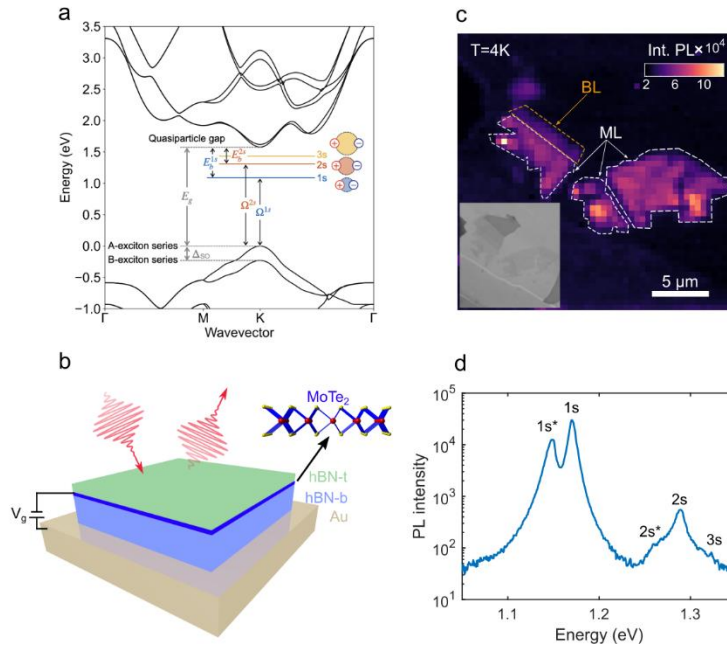 a
3.5
3.0
2.5
2.0
1.5
1.0
0.5
0.0
−0.5
−1.0
Energy (eV)
Quasiparticle gap
E_b^1s
E_b^2s
3s
2s
1s
E_g
Ω^2s
Ω^1s
A-exciton series
B-exciton series
Δ_SO
Γ
M
K
Γ
Wavevector
b
MoTe2
hBN-t
hBN-b
Au
V_g
c
T=4K
Int. PL×10^4
2
6
10
BL
ML
5 μm
d
10^5
10^4
10^3
10^2
10^1
PL intensity
1s*
1s
2s*
2s
3s
1.1
1.2
1.3
Energy (eV)